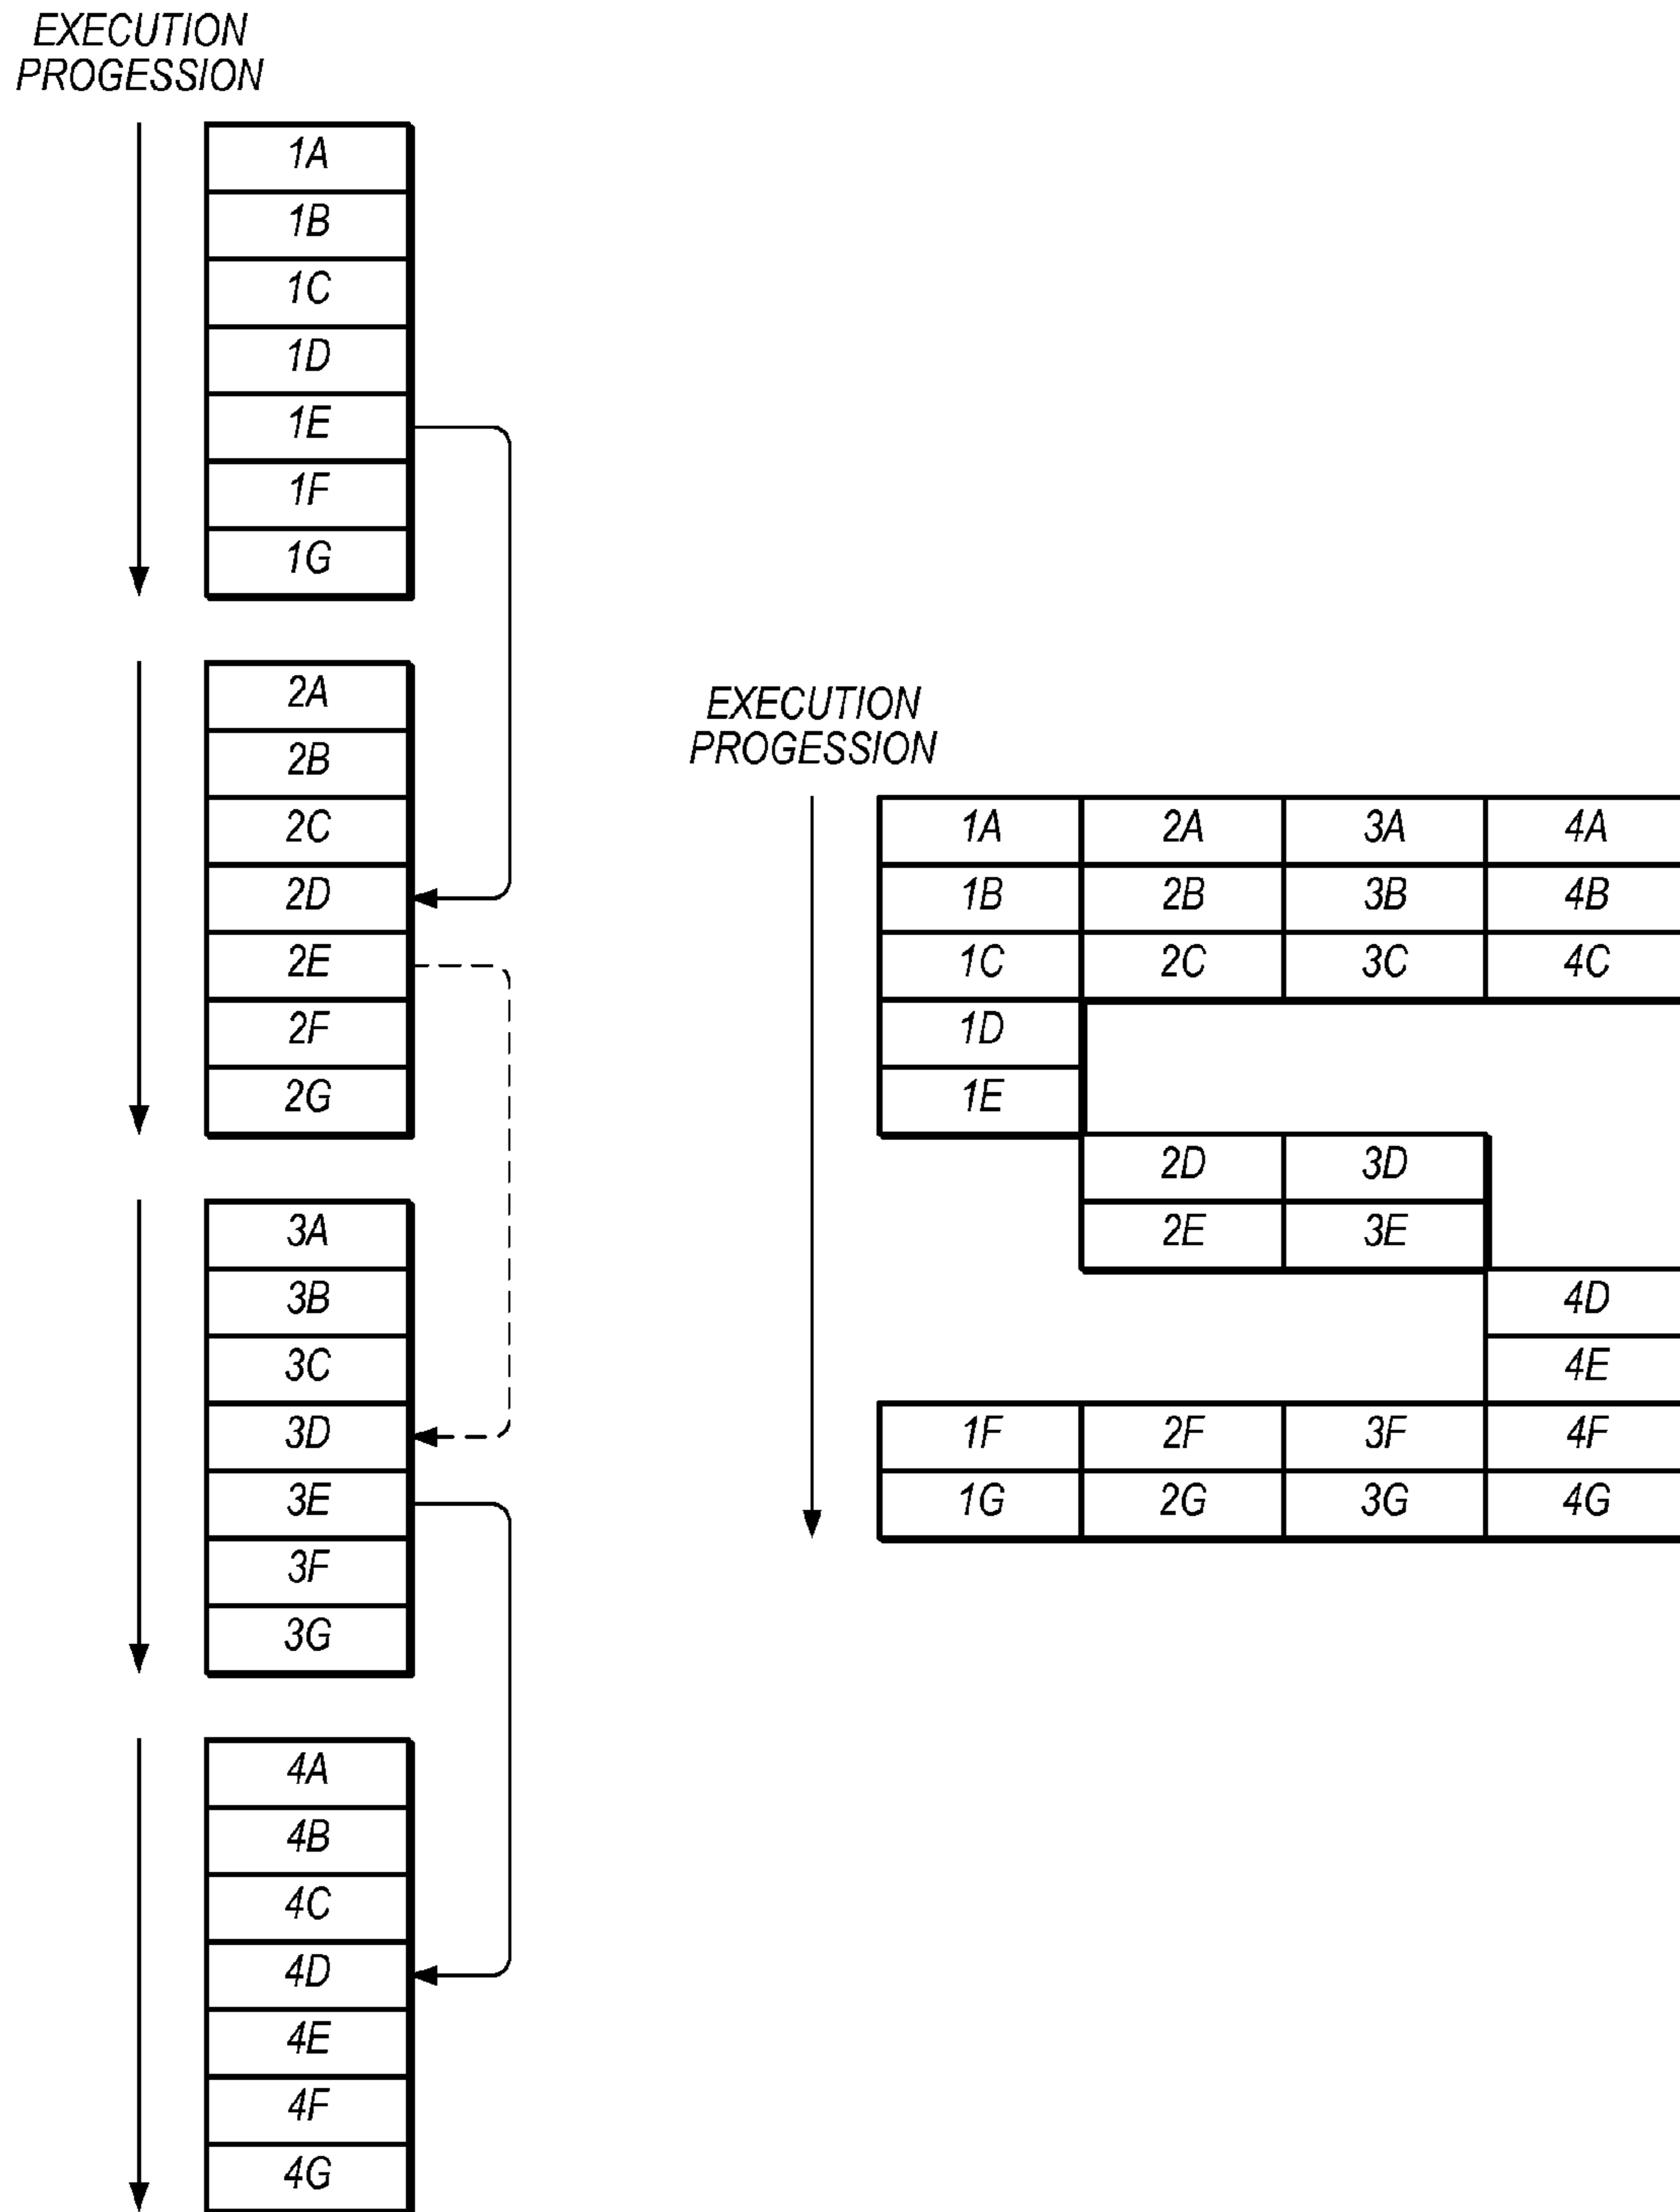 EXECUTION
PROGESSION
1A
1B
1C
1D
1E
1F
1G
2A
2B
2C
2D
2E
2F
2G
3A
3B
3C
3D
3E
3F
3G
4A
4B
4C
4D
4E
4F
4G
EXECUTION
PROGESSION
1A 2A 3A 4A
1B 2B 3B 4B
1C 2C 3C 4C
1D
1E
2D 3D
2E 3E
4D
4E
1F 2F 3F 4F
1G 2G 3G 4G